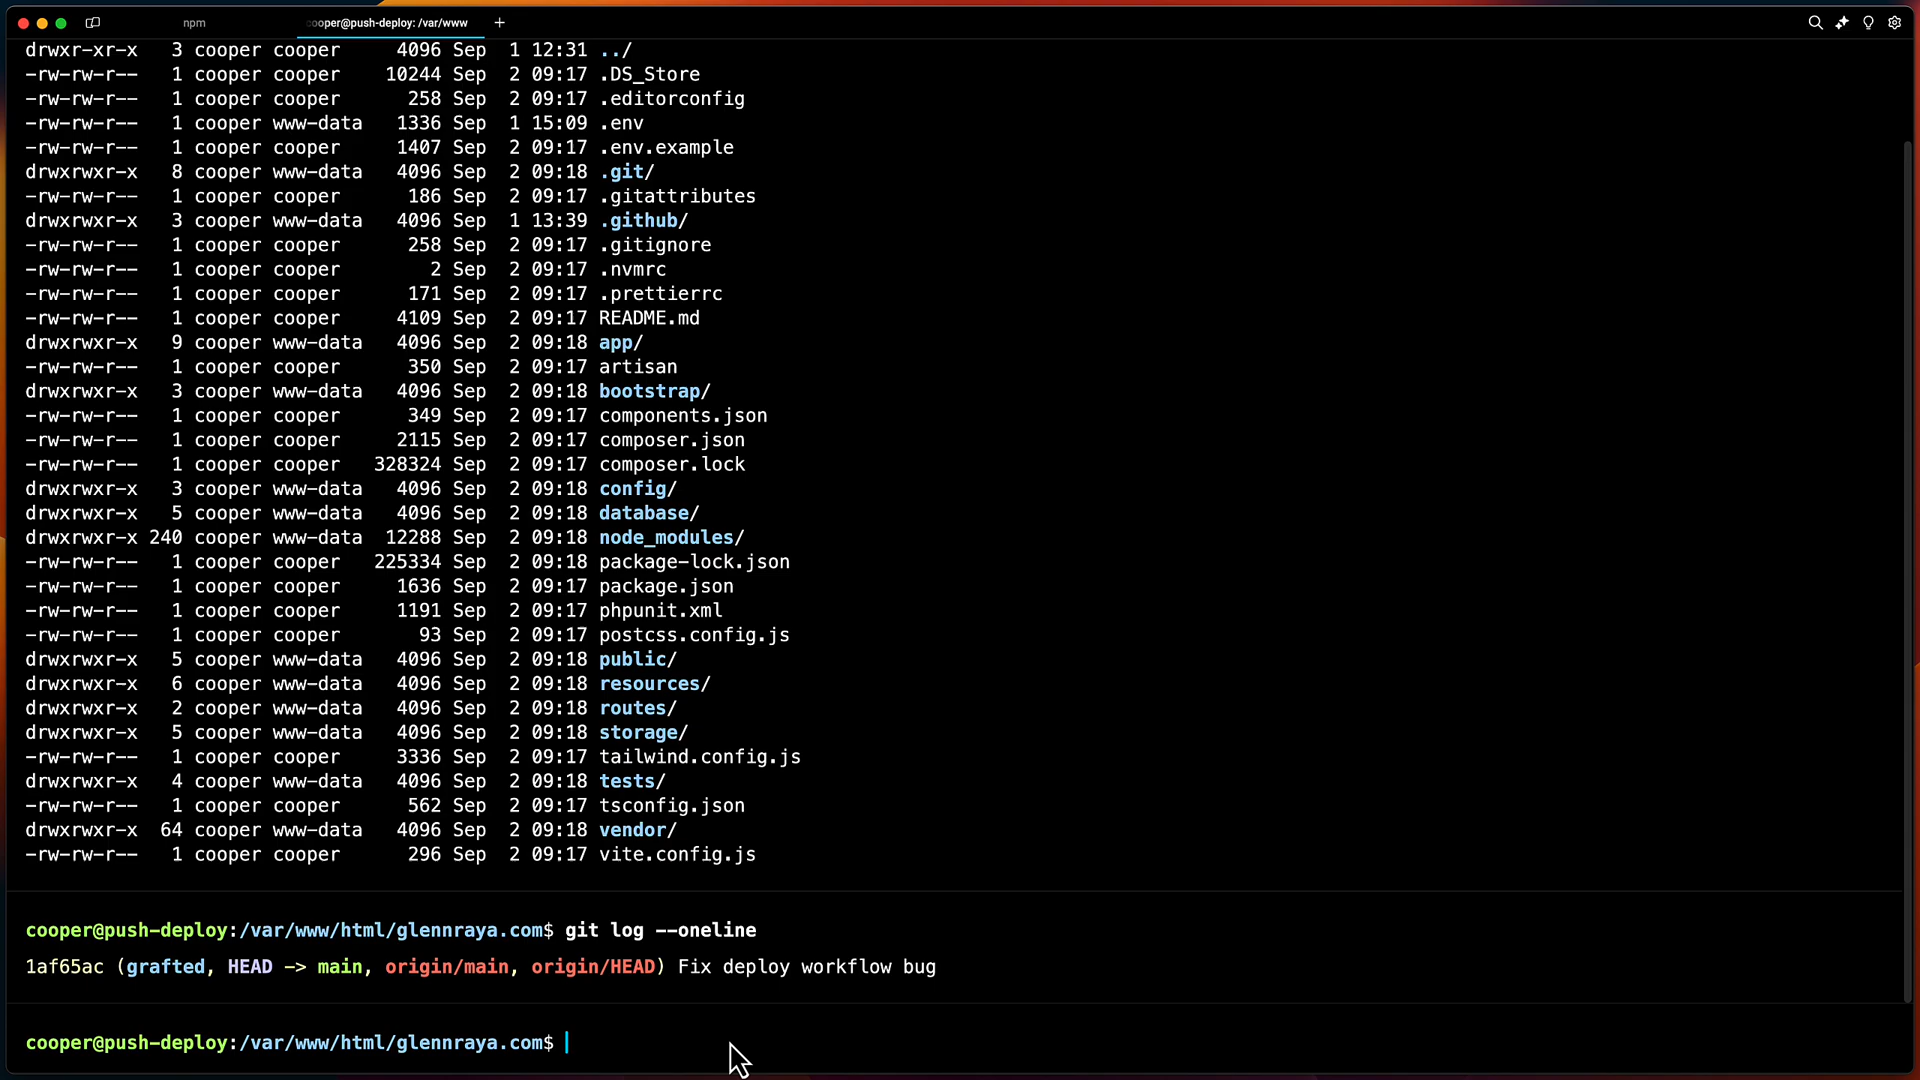 npm
cooper@push-deploy: /var/www
drwxr-xr-x   3 cooper cooper     4096 Sep  1 12:31 ../
-rw-rw-r--   1 cooper cooper    10244 Sep  2 09:17 .DS_Store
-rw-rw-r--   1 cooper cooper      258 Sep  2 09:17 .editorconfig
-rw-rw-r--   1 cooper www-data   1336 Sep  1 15:09 .env
-rw-rw-r--   1 cooper cooper     1407 Sep  2 09:17 .env.example
drwxrwxr-x   8 cooper www-data   4096 Sep  2 09:18 .git/
-rw-rw-r--   1 cooper cooper      186 Sep  2 09:17 .gitattributes
drwxrwxr-x   3 cooper www-data   4096 Sep  1 13:39 .github/
-rw-rw-r--   1 cooper cooper      258 Sep  2 09:17 .gitignore
-rw-rw-r--   1 cooper cooper        2 Sep  2 09:17 .nvmrc
-rw-rw-r--   1 cooper cooper      171 Sep  2 09:17 .prettierrc
-rw-rw-r--   1 cooper cooper     4109 Sep  2 09:17 README.md
drwxrwxr-x   9 cooper www-data   4096 Sep  2 09:18 app/
-rw-rw-r--   1 cooper cooper      350 Sep  2 09:17 artisan
drwxrwxr-x   3 cooper www-data   4096 Sep  2 09:18 bootstrap/
-rw-rw-r--   1 cooper cooper      349 Sep  2 09:17 components.json
-rw-rw-r--   1 cooper cooper     2115 Sep  2 09:17 composer.json
-rw-rw-r--   1 cooper cooper   328324 Sep  2 09:17 composer.lock
drwxrwxr-x   3 cooper www-data   4096 Sep  2 09:18 config/
drwxrwxr-x   5 cooper www-data   4096 Sep  2 09:18 database/
drwxrwxr-x 240 cooper www-data  12288 Sep  2 09:18 node_modules/
-rw-rw-r--   1 cooper cooper   225334 Sep  2 09:18 package-lock.json
-rw-rw-r--   1 cooper cooper     1636 Sep  2 09:17 package.json
-rw-rw-r--   1 cooper cooper     1191 Sep  2 09:17 phpunit.xml
-rw-rw-r--   1 cooper cooper       93 Sep  2 09:17 postcss.config.js
drwxrwxr-x   5 cooper www-data   4096 Sep  2 09:18 public/
drwxrwxr-x   6 cooper www-data   4096 Sep  2 09:18 resources/
drwxrwxr-x   2 cooper www-data   4096 Sep  2 09:18 routes/
drwxrwxr-x   5 cooper www-data   4096 Sep  2 09:18 storage/
-rw-rw-r--   1 cooper cooper     3336 Sep  2 09:17 tailwind.config.js
drwxrwxr-x   4 cooper www-data   4096 Sep  2 09:18 tests/
-rw-rw-r--   1 cooper cooper      562 Sep  2 09:17 tsconfig.json
drwxrwxr-x  64 cooper www-data   4096 Sep  2 09:18 vendor/
-rw-rw-r--   1 cooper cooper      296 Sep  2 09:17 vite.config.js
cooper@push-deploy:/var/www/html/glennraya.com$ git log --oneline
1af65ac (grafted, HEAD -> main, origin/main, origin/HEAD) Fix deploy workflow bug
cooper@push-deploy:/var/www/html/glennraya.com$